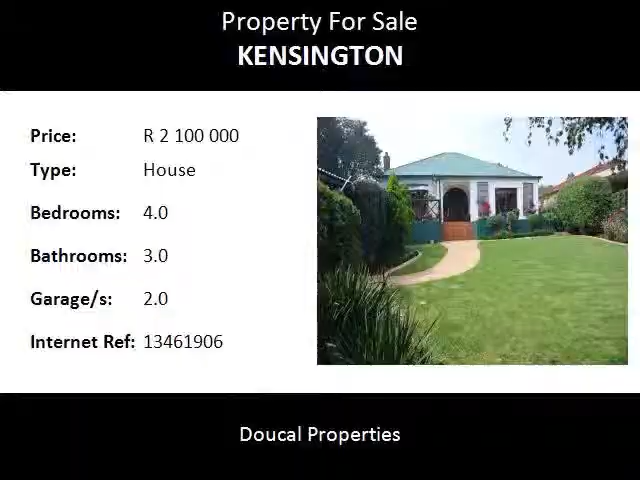 Property For Sale
KENSINGTON
Price: R 2 100 000
Type: House
Bedrooms: 4.0
Bathrooms: 3.0
Garage/s: 2.0
Internet Ref: 13461906
Doucal Properties